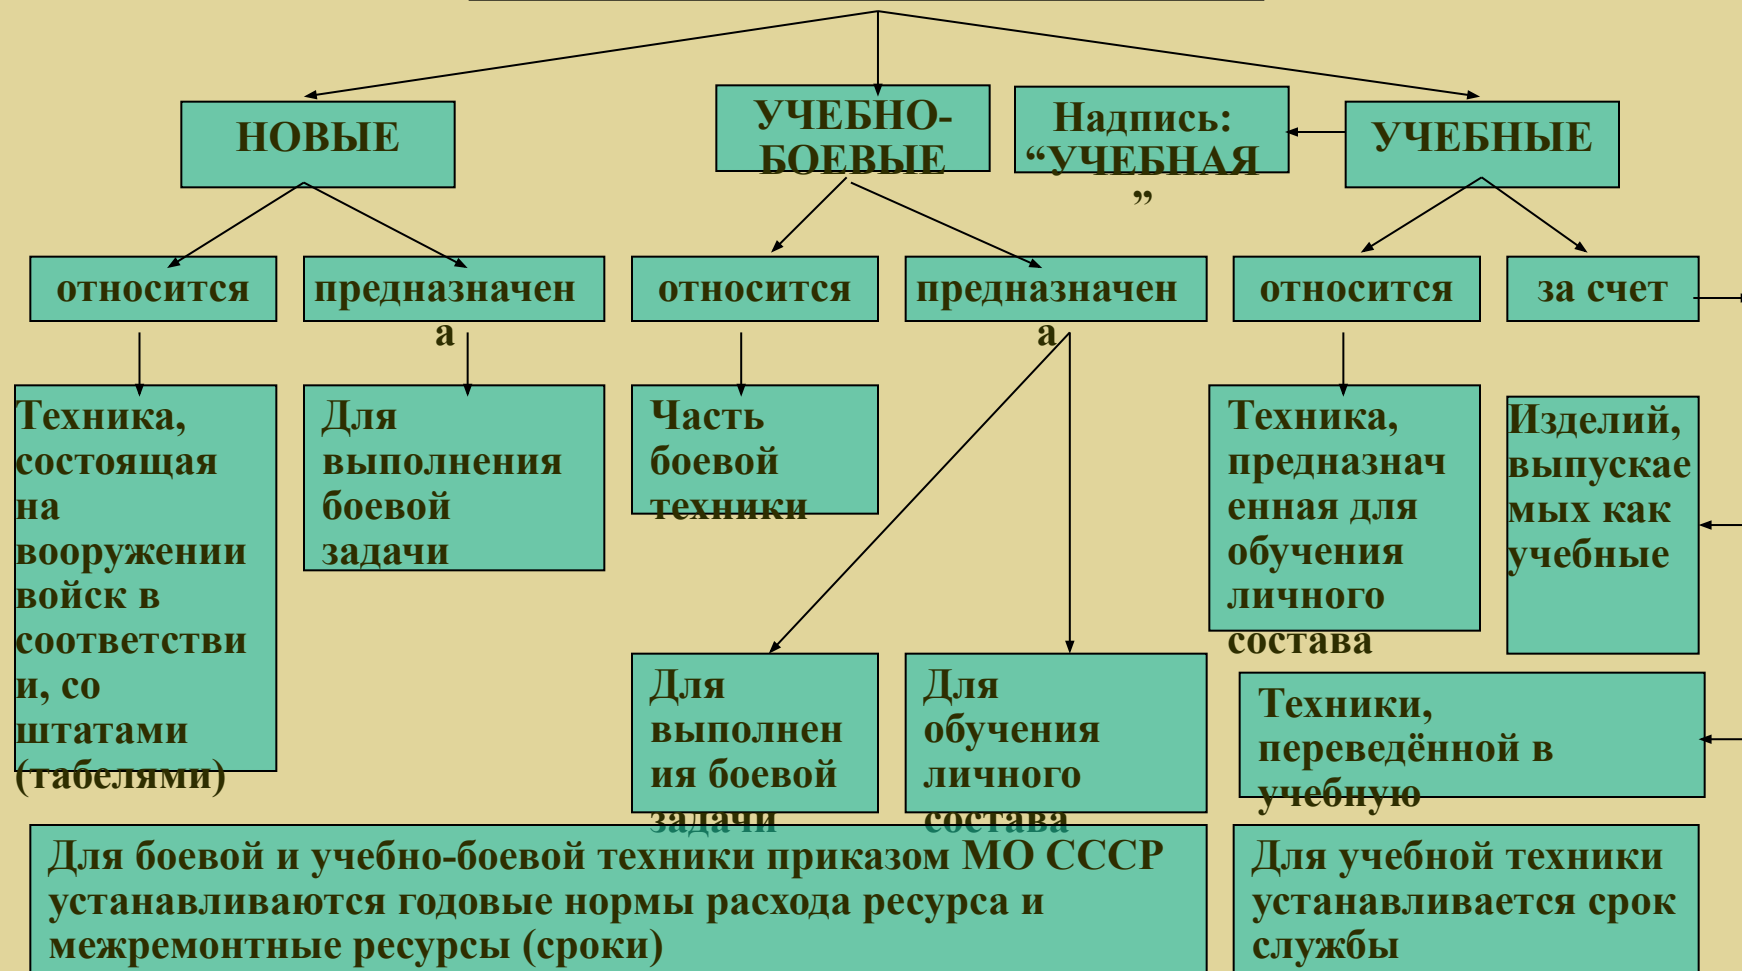 НОВЫЕ
УЧЕБНО-
БОЕВЫЕ
Надпись:
“УЧЕБНАЯ
”
УЧЕБНЫЕ
относится
предназначен
а
относится
предназначен
а
относится
за счет
Техника,
состоящая
на
вооружении
войск в
соответстви
и, со
штатами
(табелями)
Для
выполнения
боевой
задачи
Часть
боевой
техники
Техника,
предназнач
енная для
обучения
личного
состава
Изделий,
выпускае
мых как
учебные
Для
выполнен
ия боевой
задачи
Для
обучения
личного
состава
Техники,
переведённой в
учебную
Для боевой и учебно-боевой техники приказом МО СССР
устанавливаются годовые нормы расхода ресурса и
межремонтные ресурсы (сроки)
Для учебной техники
устанавливается срок
службы